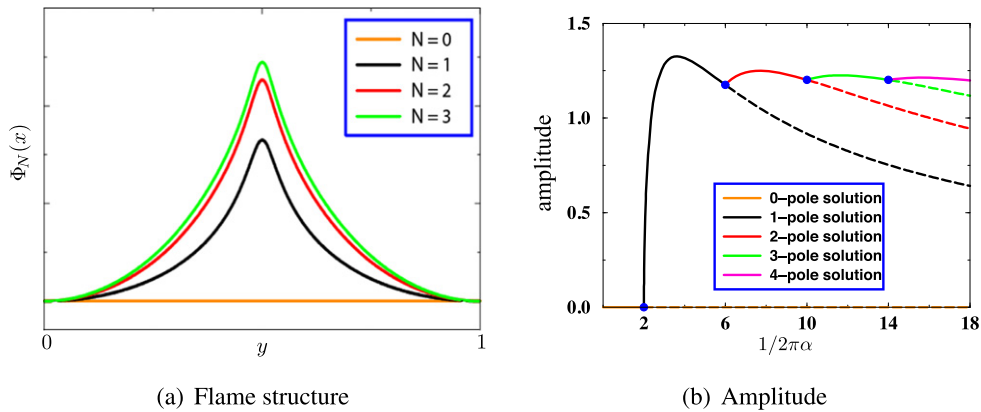 Φ_N(x)
N = 0
N = 1
N = 2
N = 3
0
y
1
(a) Flame structure
amplitude
1.5
1.0
0.5
0.0
0–pole solution
1–pole solution
2–pole solution
3–pole solution
4–pole solution
2 6 10 14 18
1/2πα
(b) Amplitude